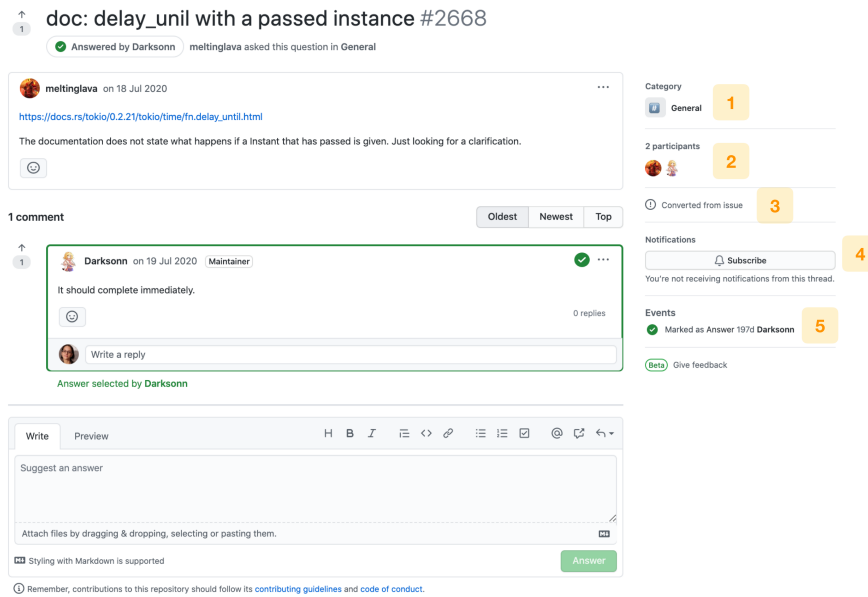 doc: delay_unil with a passed instance #2668
1
Answered by Darksonn meltinglava asked this question in General
meltinglava on 18 Jul 2020
https://docs.rs/tokio/0.2.21/tokio/time/fn.delay_until.html
The documentation does not state what happens if a Instant that has passed is given. Just looking for a clarification.
1 comment
Oldest Newest Top
1
Darksonn on 19 Jul 2020 Maintainer
It should complete immediately.
0 replies
Write a reply
Answer selected by Darksonn
Write Preview
H B I
Suggest an answer
Attach files by dragging & dropping, selecting or pasting them.
Styling with Markdown is supported
Answer
Remember, contributions to this repository should follow its contributing guidelines and code of conduct.
Category
# General
1
2 participants
2
Converted from issue
3
Notifications
Subscribe
4
You're not receiving notifications from this thread.
Events
Marked as Answer 197d Darksonn
5
Beta Give feedback